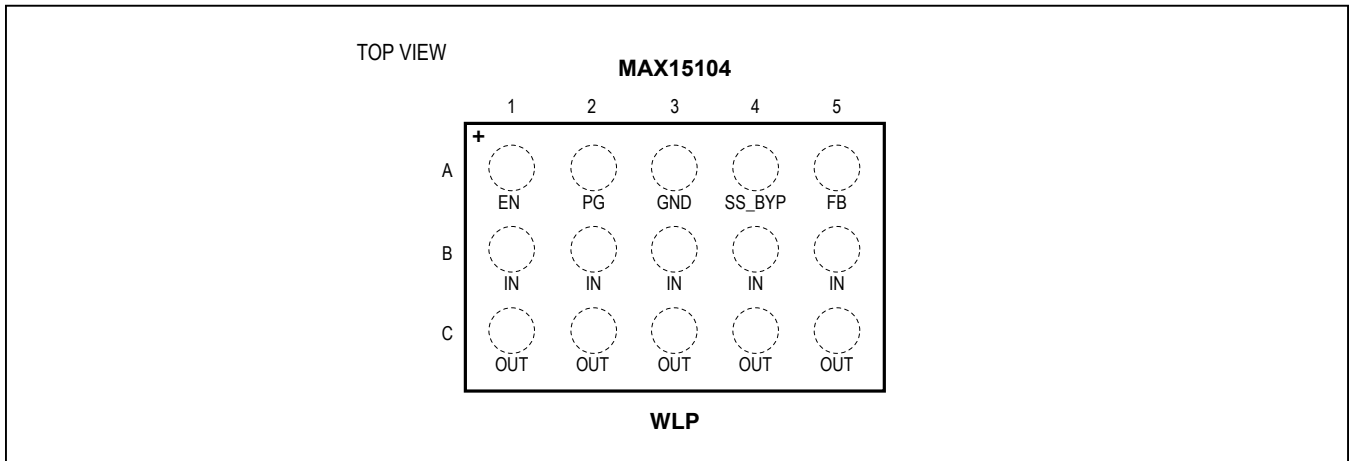 TOP VIEW
MAX15104
1 2 3 4 5
+
A
EN PG GND SS_BYP FB
B
IN IN IN IN IN
C
OUT OUT OUT OUT OUT
WLP